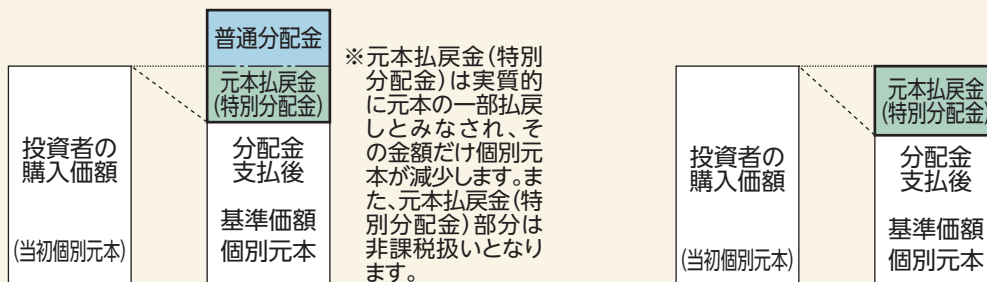 普通分配金
元本払戻金
(特別分配金)
投資者の
購入価額
(当初個別元本)
分配金
支払後
基準価額
個別元本
※元本払戻金(特別
分配金)は実質的
に元本の一部払戻
しとみなされ、そ
の金額だけ個別元
本が減少します。ま
た、元本払戻金(特
別分配金)部分は
非課税扱いとなり
ます。
投資者の
購入価額
(当初個別元本)
元本払戻金
(特別分配金)
分配金
支払後
基準価額
個別元本